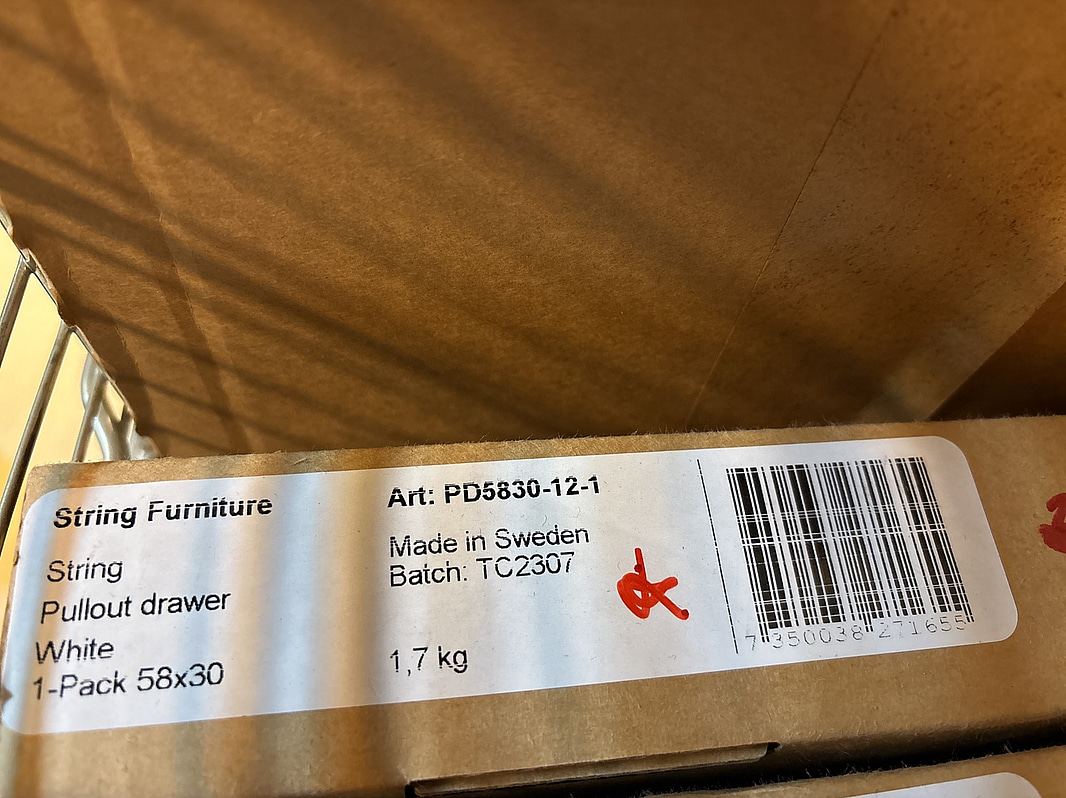 String Furniture
String
Pullout drawer
White
1-Pack 58x30
Art: PD5830-12-1
Made in Sweden
Batch: TC2307
1,7 kg
7 350038 271655